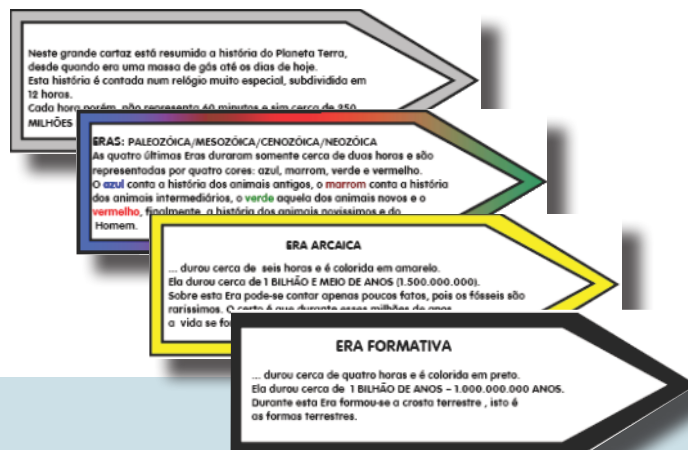 Neste grande cartaz está resumida a história do Planeta Terra,
desde quando era uma massa de gás até os dias de hoje.
Esta história é contada num relógio muito especial, subdividida em
12 horas.
Cada hora porém, não representa 60 minutos e sim cerca de 250
MILHÕES
ERAS: PALEOZÓICA/MESOZÓICA/CENOZÓICA/NEOZÓICA
As quatro últimas Eras duraram somente cerca de duas horas e são
representadas por quatro cores: azul, marrom, verde e vermelho.
O azul conta a história dos animais antigos, o marrom conta a história
dos animais intermediários, o verde aquela dos animais novos e o
vermelho, finalmente, a história dos animais novíssimos e do
Homem.
ERA ARCAICA
... durou cerca de seis horas e é colorida em amarelo.
Ela durou cerca de 1 BILHÃO E MEIO DE ANOS (1.500.000.000).
Sobre esta Era pode-se contar apenas poucos fatos, pois os fósseis são
raríssimos. O certo é que durante esses milhões de anos
a vida se
ERA FORMATIVA
... durou cerca de quatro horas e é colorida em preto.
Ela durou cerca de 1 BILHÃO DE ANOS – 1.000.000.000 ANOS.
Durante esta Era formou-se a crosta terrestre , isto é
as formas terrestres.